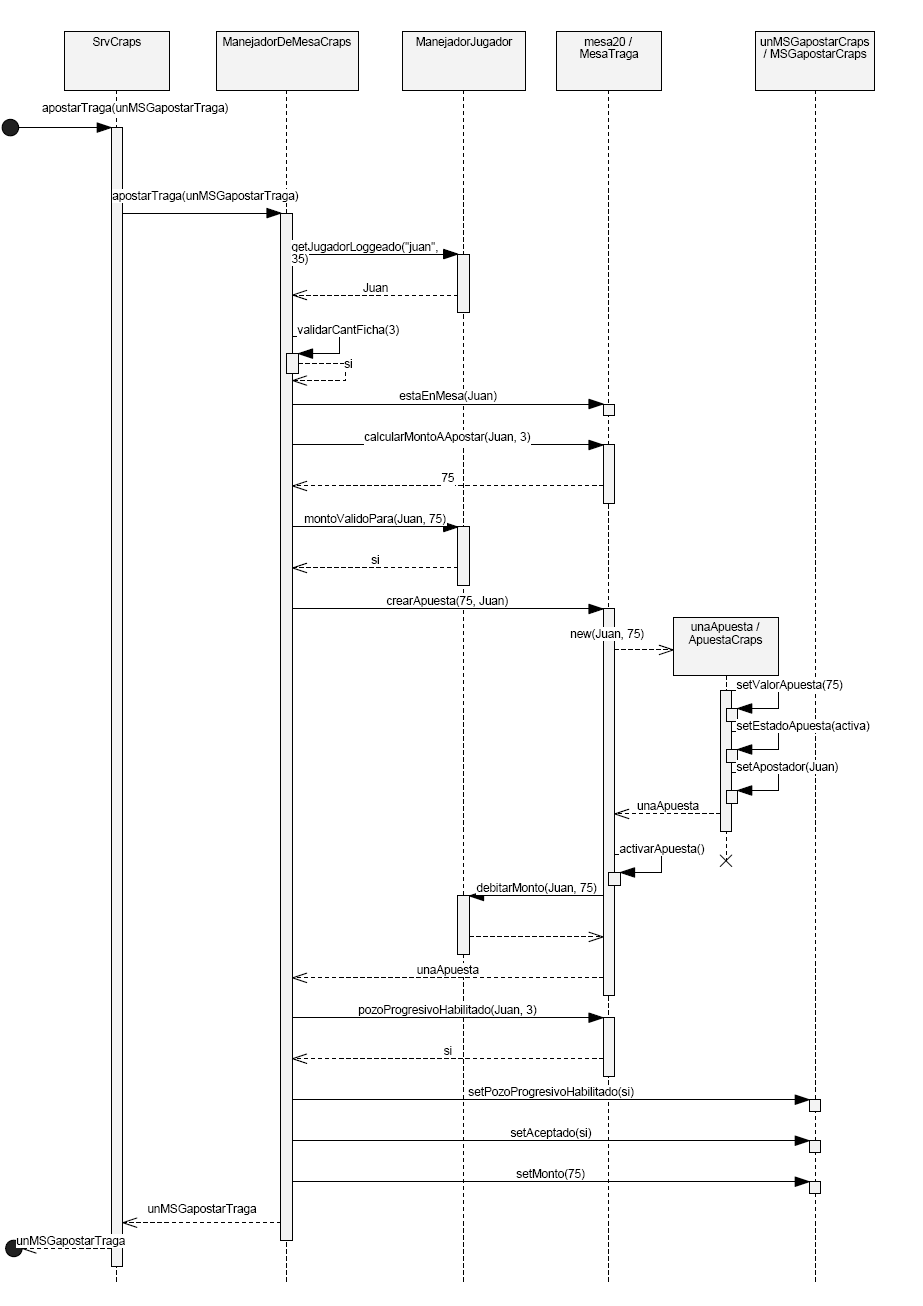 SrvCraps
ManejadorDeMesaCraps
ManejadorJugador
mesa20 /
MesaTraga
unMSGapostarCraps
/ MSGapostarCraps
apostarTraga(unMSGapostarTraga)
apostarTraga(unMSGapostarTraga)
getJugadorLoggeado("juan",
35)
Juan
validarCantFicha(3)
si
estaEnMesa(Juan)
calcularMontoAApostar(Juan, 3)
75
montoValidoPara(Juan, 75)
si
crearApuesta(75, Juan)
new(Juan, 75)
unaApuesta /
ApuestaCraps
setValorApuesta(75)
setEstadoApuesta(activa)
setApostador(Juan)
unaApuesta
activarApuesta()
debitarMonto(Juan, 75)
unaApuesta
pozoProgresivoHabilitado(Juan, 3)
si
setPozoProgresivoHabilitado(si)
setAceptado(si)
setMonto(75)
unMSGapostarTraga
unMSGapostarTraga